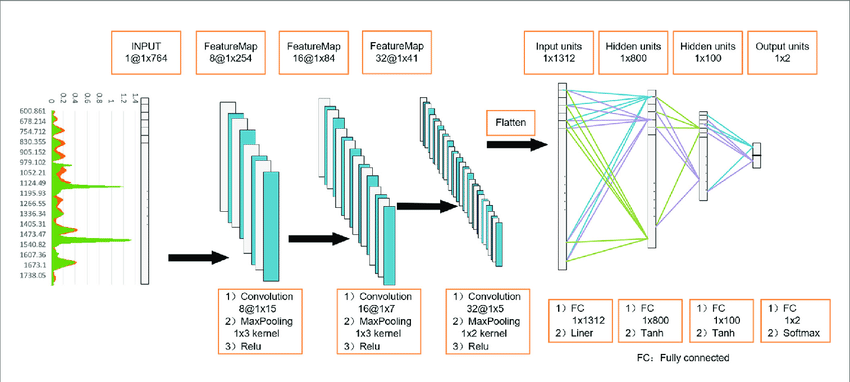 INPUT
1@1x764
FeatureMap
8@1x254
FeatureMap
16@1x84
FeatureMap
32@1x41
Input units
1x1312
Hidden units
1x800
Hidden units
1x100
Output units
1x2
0
0.2
0.4
0.6
0.8
1
1.2
1.4
600.861
678.214
754.712
830.355
905.152
979.102
1052.21
1124.49
1195.93
1266.55
1336.34
1405.31
1473.47
1540.82
1607.36
1673.1
1738.05
Flatten
1）Convolution
8@1x15
2）MaxPooling
1x3 kernel
3）Relu
1）Convolution
16@1x7
2）MaxPooling
1x3 kernel
3）Relu
1）Convolution
32@1x5
2）MaxPooling
1x2 kernel
3）Relu
1）FC
1x1312
2）Liner
1）FC
1x800
2）Tanh
1）FC
1x100
2）Tanh
1）FC
1x2
2）Softmax
FC：Fully connected